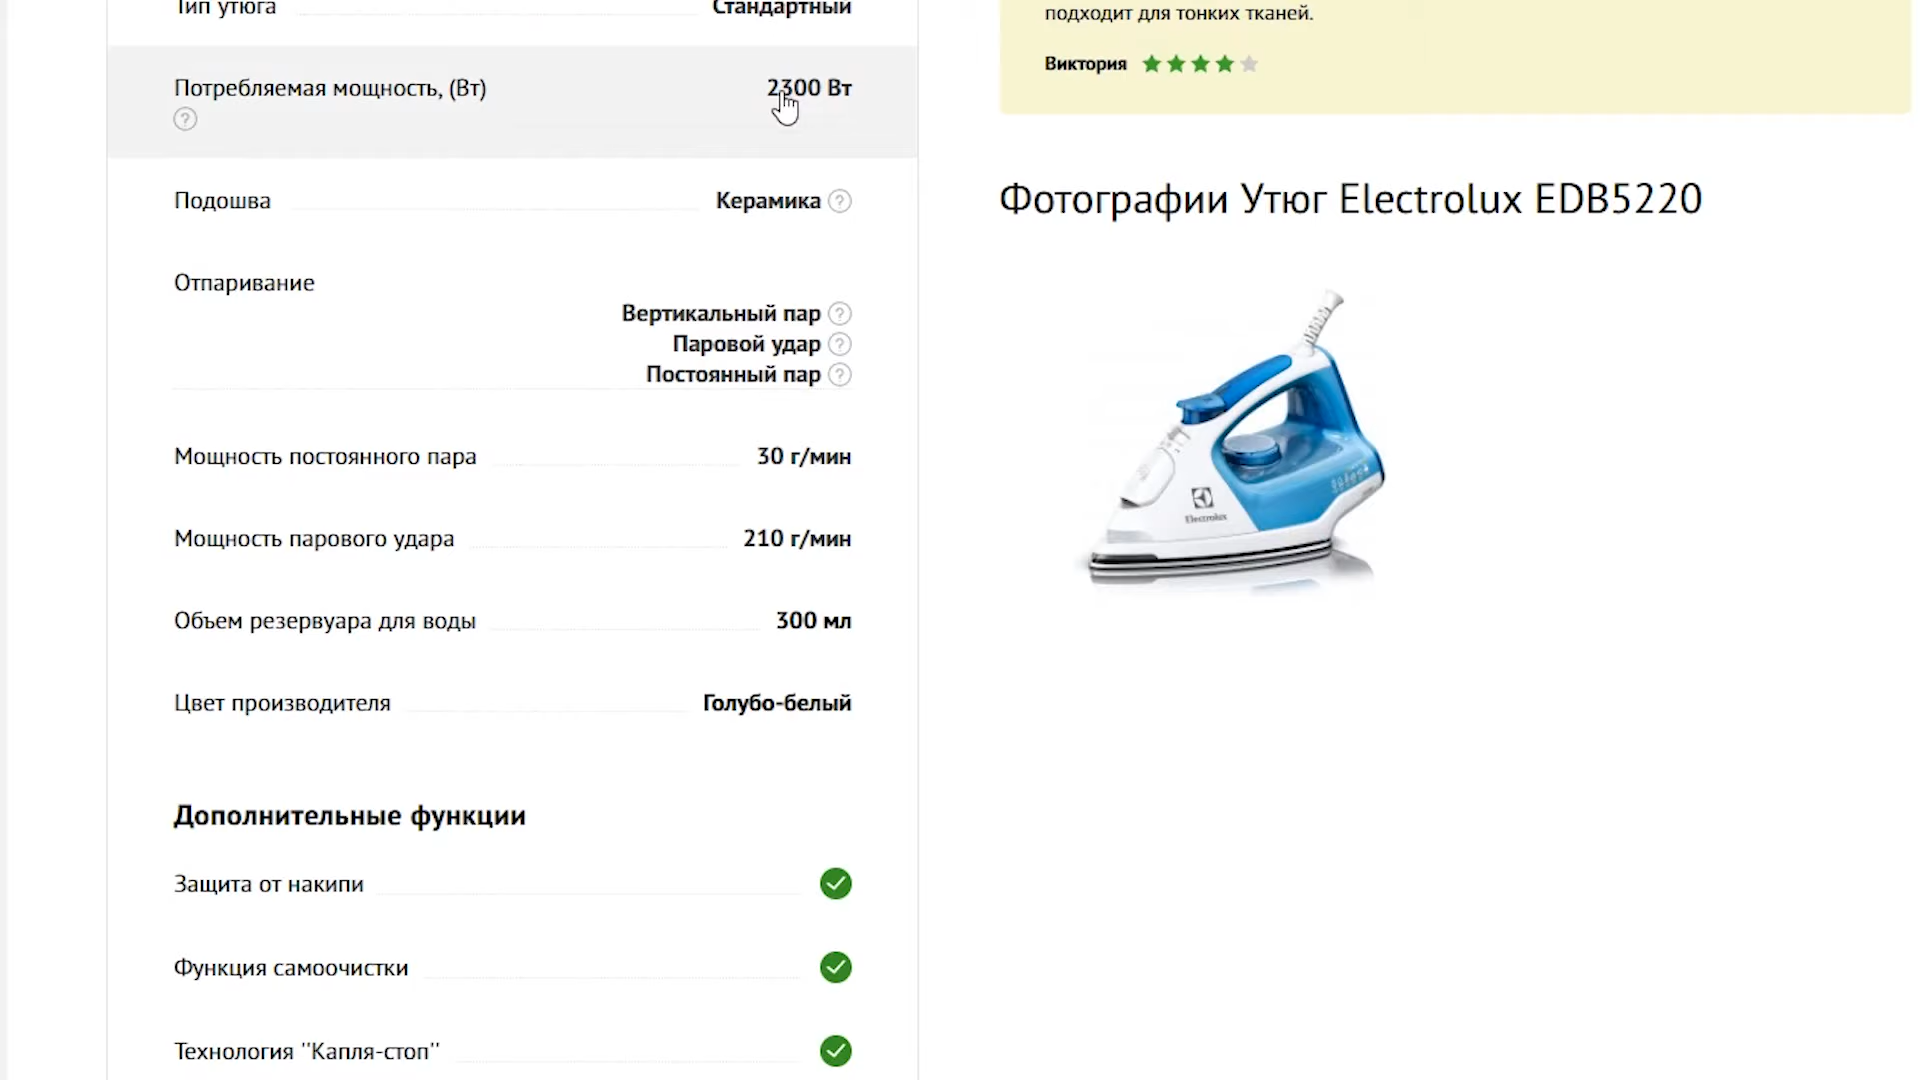 Тип утюга Стандартный
Потребляемая мощность, (Вт) 2300 Вт
?
Подошва Керамика ?
Отпаривание
Вертикальный пар ?
Паровой удар ?
Постоянный пар ?
Мощность постоянного пара 30 г/мин
Мощность парового удара 210 г/мин
Объем резервуара для воды 300 мл
Цвет производителя Голубо-белый
Дополнительные функции
Защита от накипи
Функция самоочистки
Технология ''Капля-стоп''
подходит для тонких тканей.
Виктория
Фотографии Утюг Electrolux EDB5220
Electrolux